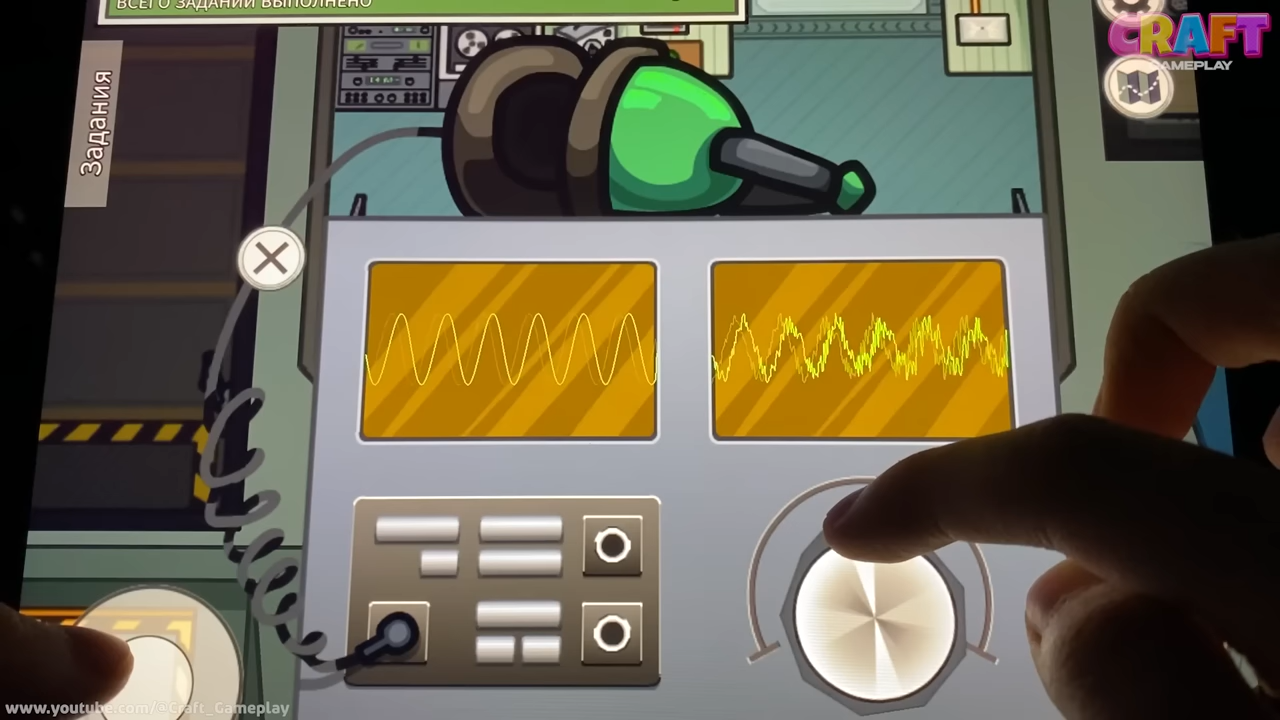 ВСЕГО ЗАДАНИЙ ВЫПОЛНЕНО
CRAFT
GAMEPLAY
Задания
www.youtube.com/@Craft_Gameplay